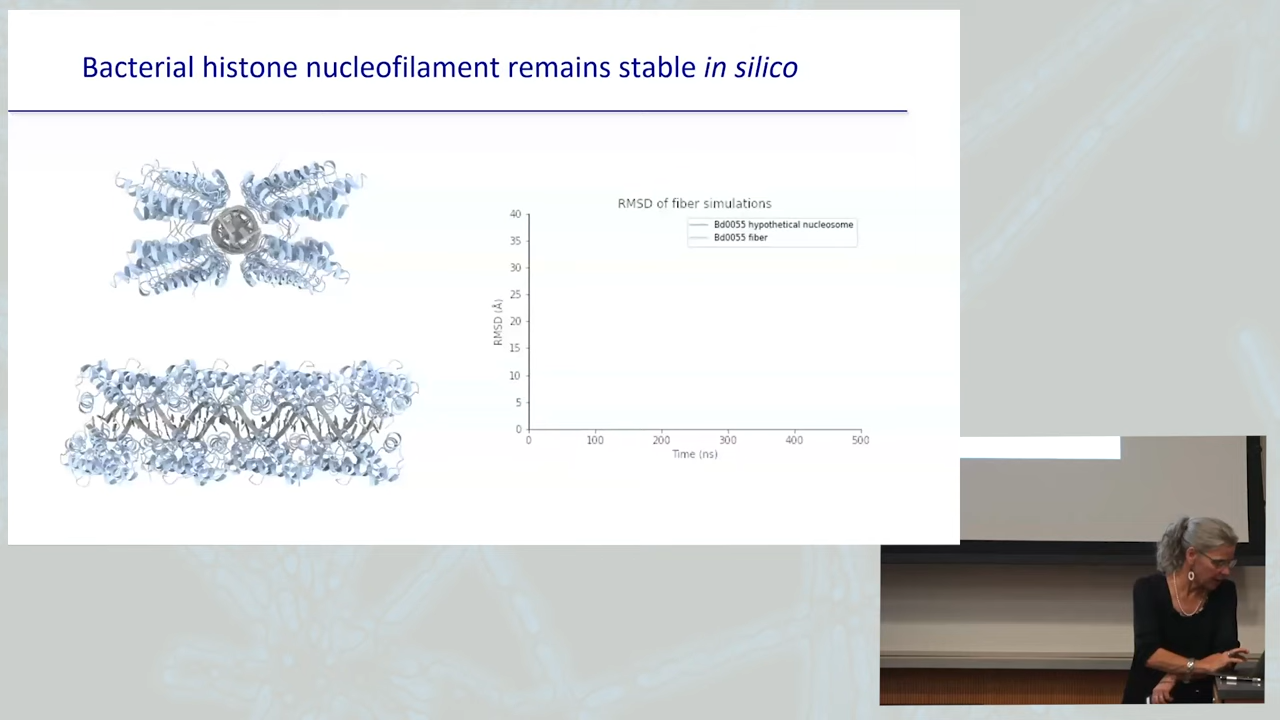 Bacterial histone nucleofilament remains stable in silico
RMSD of fiber simulations
Bd0055 hypothetical nucleosome
Bd0055 fiber
40
35
30
25
20
15
10
5
0
RMSD (Å)
0 100 200 300 400 500
Time (ns)